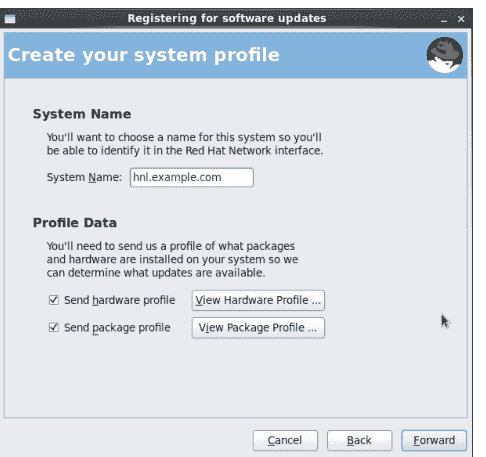 Registering for software updates
Create your system profile
System Name
You'll want to choose a name for this system so you'll
be able to identify it in the Red Hat Network interface.
System Name: hnl.example.com
Profile Data
You'll need to send us a profile of what packages
and hardware are installed on your system so we
can determine what updates are available.
Send hardware profile View Hardware Profile ...
Send package profile View Package Profile ...
Cancel Back Forward